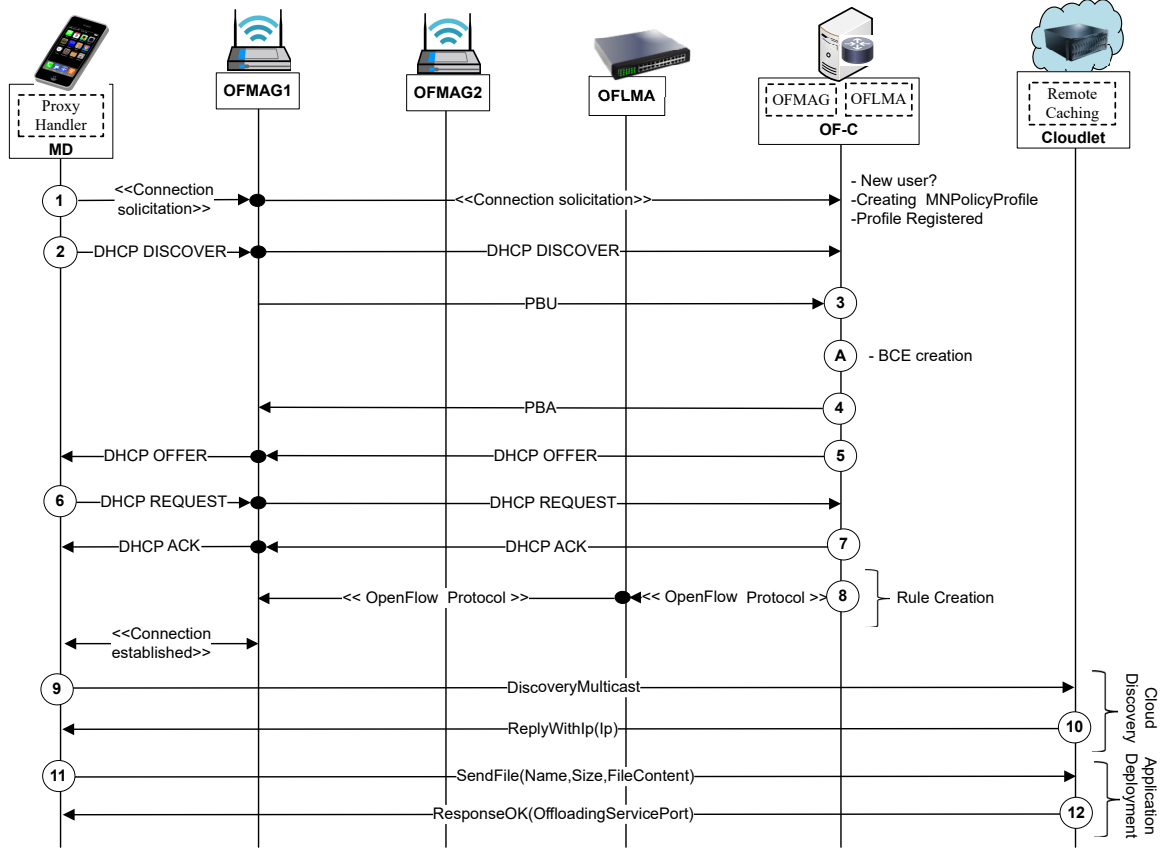 OFMAG1
OFMAG2
OFLMA
OFMAG
OFLMA
OF-C
Proxy
Handler
MD
Remote
Caching
Cloudlet
1
<<Connection
solicitation>>
<<Connection solicitation>>
- New user?
-Creating MNPolicyProfile
-Profile Registered
2
DHCP DISCOVER
DHCP DISCOVER
PBU
3
A
- BCE creation
PBA
4
DHCP OFFER
DHCP OFFER
5
6
DHCP REQUEST
DHCP REQUEST
DHCP ACK
DHCP ACK
7
<< OpenFlow Protocol >>
<< OpenFlow Protocol >>
8
Rule Creation
<<Connection
established>>
9
DiscoveryMulticast
ReplyWithIp(Ip)
10
Cloud
Discovery
11
SendFile(Name,Size,FileContent)
ResponseOK(OffloadingServicePort)
12
Application
Deployment